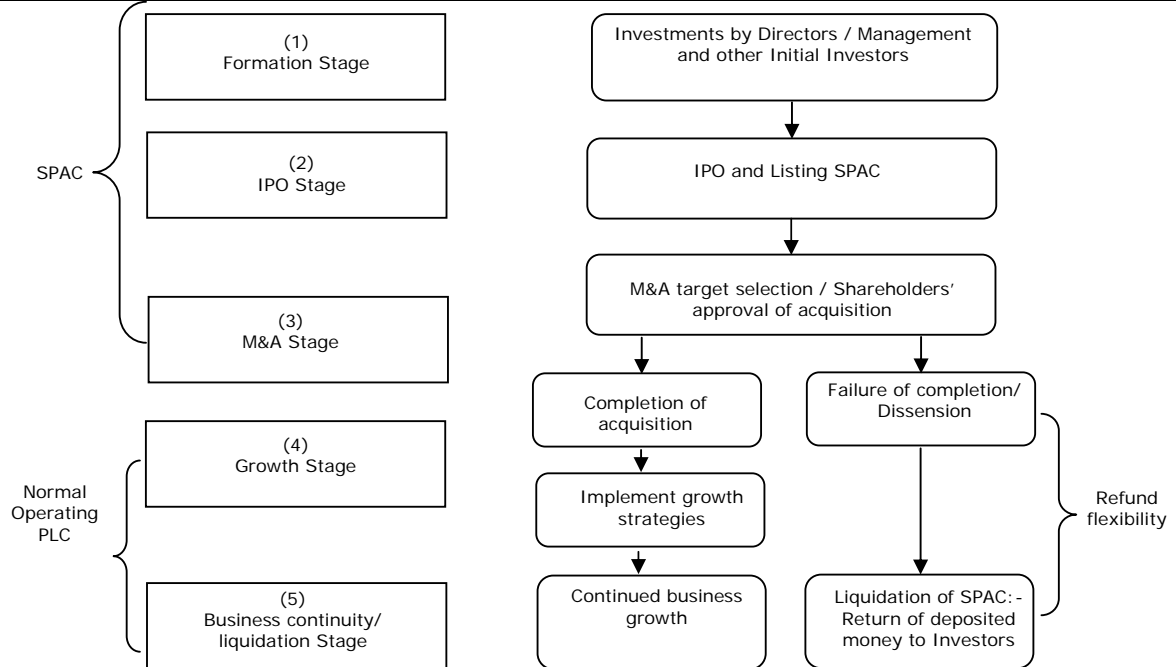 (1)
Formation Stage
Investments by Directors / Management
and other Initial Investors
SPAC
(2)
IPO Stage
IPO and Listing SPAC
(3)
M&A Stage
M&A target selection / Shareholders'
approval of acquisition
Completion of
acquisition
Failure of completion/
Dissension
(4)
Growth Stage
Normal
Operating
PLC
Implement growth
strategies
Refund
flexibility
(5)
Business continuity/
liquidation Stage
Continued business
growth
Liquidation of SPAC:-
Return of deposited
money to Investors